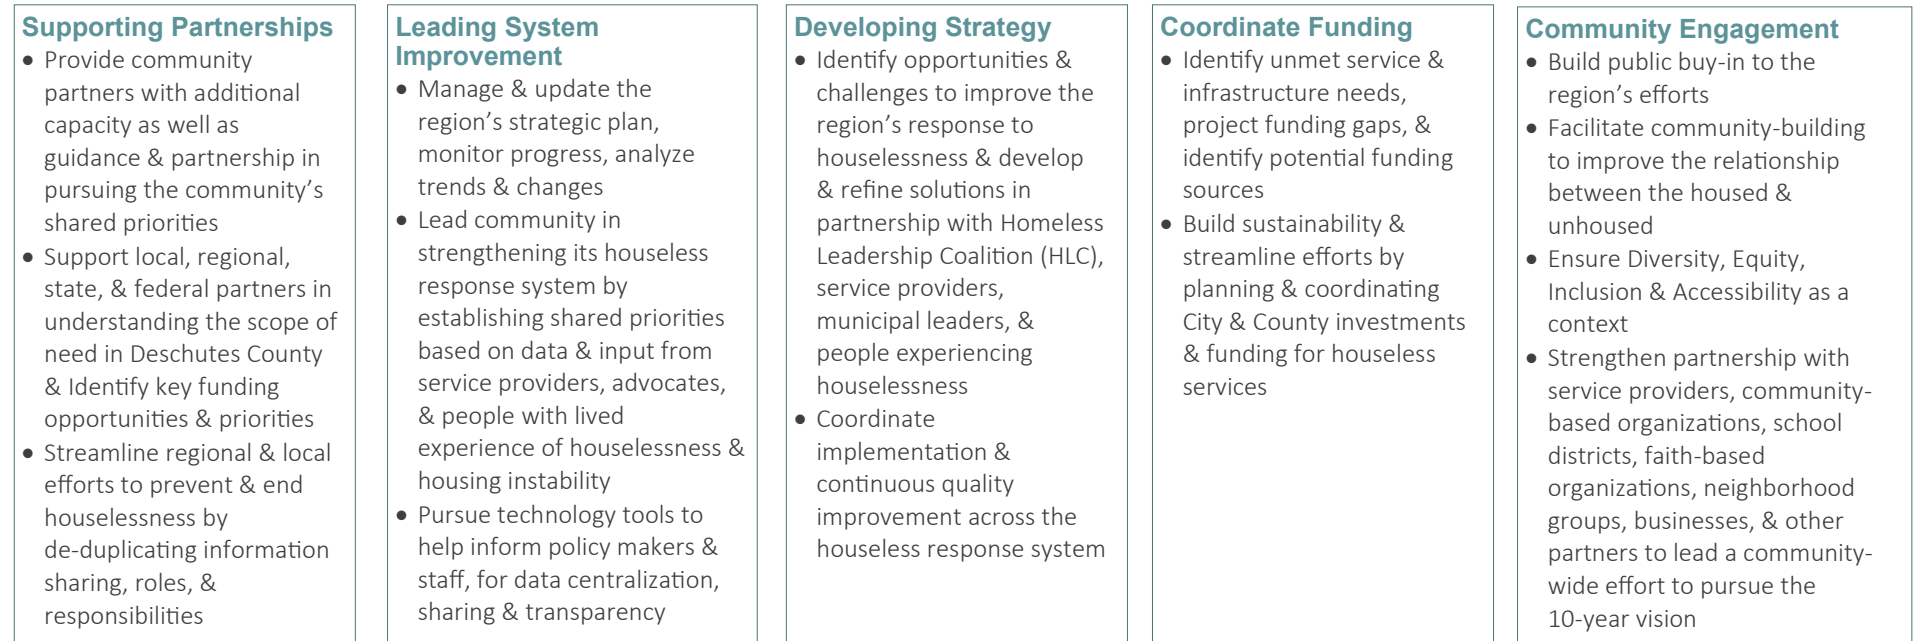 Supporting Partnerships
• Provide community
partners with additional
capacity as well as
guidance & partnership in
pursuing the community’s
shared priorities
• Support local, regional,
state, & federal partners in
understanding the scope of
need in Deschutes County
& Identify key funding
opportunities & priorities
• Streamline regional & local
efforts to prevent & end
houselessness by
de-duplicating information
sharing, roles, &
responsibilities
Leading System
Improvement
• Manage & update the
region’s strategic plan,
monitor progress, analyze
trends & changes
• Lead community in
strengthening its houseless
response system by
establishing shared priorities
based on data & input from
service providers, advocates,
& people with lived
experience of houselessness &
housing instability
• Pursue technology tools to
help inform policy makers &
staff, for data centralization,
sharing & transparency
Developing Strategy
• Identify opportunities &
challenges to improve the
region’s response to
houselessness & develop
& refine solutions in
partnership with Homeless
Leadership Coalition (HLC),
service providers,
municipal leaders, &
people experiencing
houselessness
• Coordinate
implementation &
continuous quality
improvement across the
houseless response system
Coordinate Funding
• Identify unmet service &
infrastructure needs,
project funding gaps, &
identify potential funding
sources
• Build sustainability &
streamline efforts by
planning & coordinating
City & County investments
& funding for houseless
services
Community Engagement
• Build public buy-in to the
region’s efforts
• Facilitate community-building
to improve the relationship
between the housed &
unhoused
• Ensure Diversity, Equity,
Inclusion & Accessibility as a
context
• Strengthen partnership with
service providers, community-
based organizations, school
districts, faith-based
organizations, neighborhood
groups, businesses, & other
partners to lead a community-
wide effort to pursue the
10-year vision